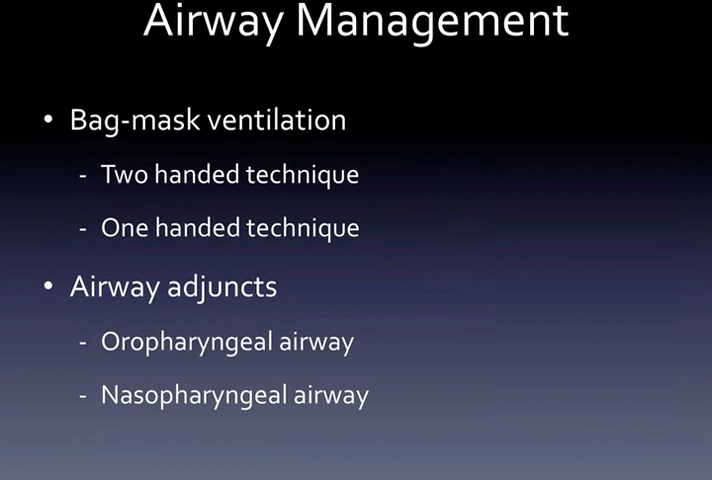 Airway Management
• Bag-mask ventilation
- Two handed technique
- One handed technique
• Airway adjuncts
- Oropharyngeal airway
- Nasopharyngeal airway